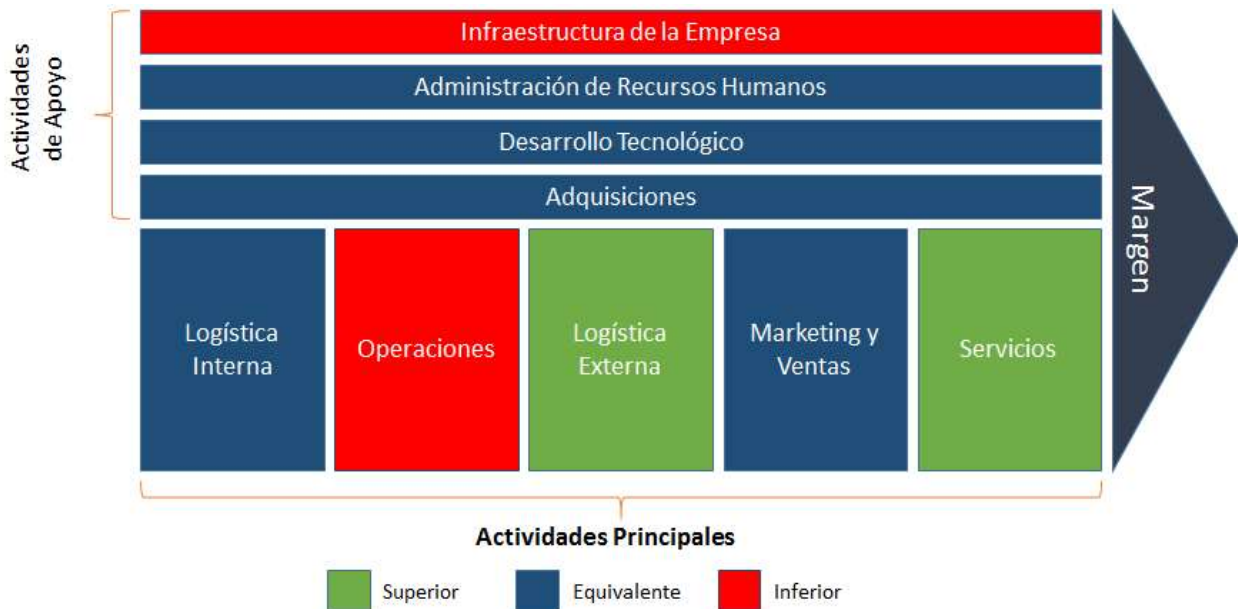 Actividades
de Apoyo
Infraestructura de la Empresa
Administración de Recursos Humanos
Desarrollo Tecnológico
Adquisiciones
Logística
Interna
Operaciones
Logística
Externa
Marketing y
Ventas
Servicios
Margen
Actividades Principales
Superior
Equivalente
Inferior